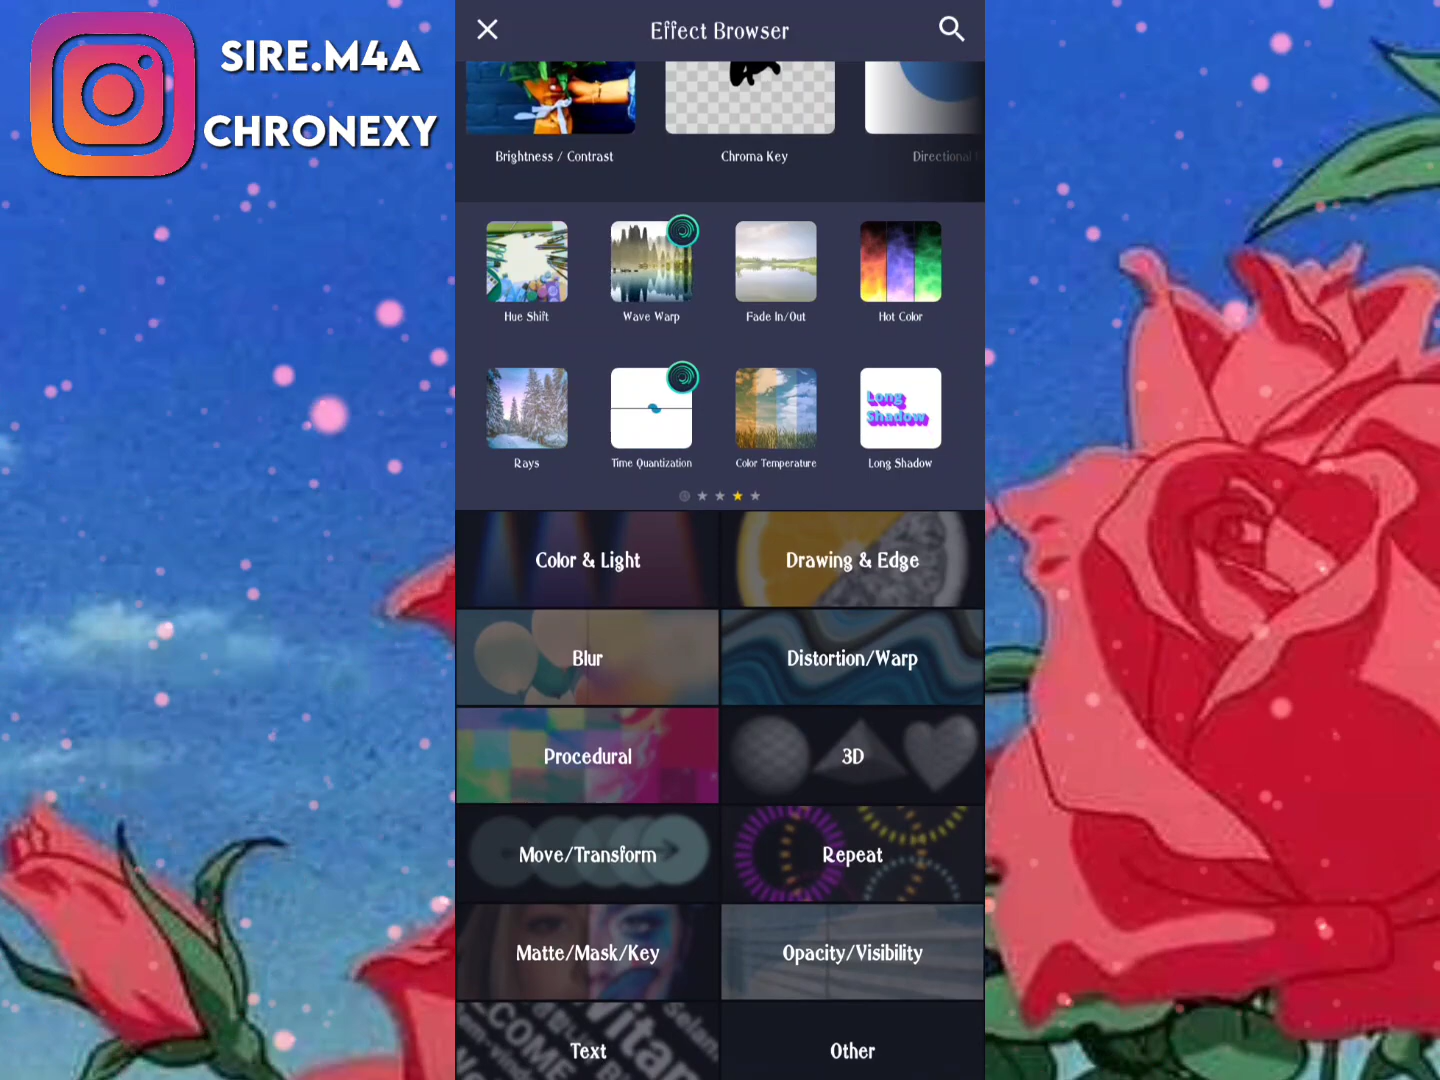 SIRE.M4A
CHRONEXY
Effect Browser
Brightness / Contrast
Chroma Key
Directional
Hue Shift
Wave Warp
Fade In/Out
Hot Color
Long
Shadow
Rays
Time Quantization
Color Temperature
Long Shadow
Color & Light
Drawing & Edge
Blur
Distortion/Warp
Procedural
3D
Move/Transform
Repeat
Matte/Mask/Key
Opacity/Visibility
Text
Other